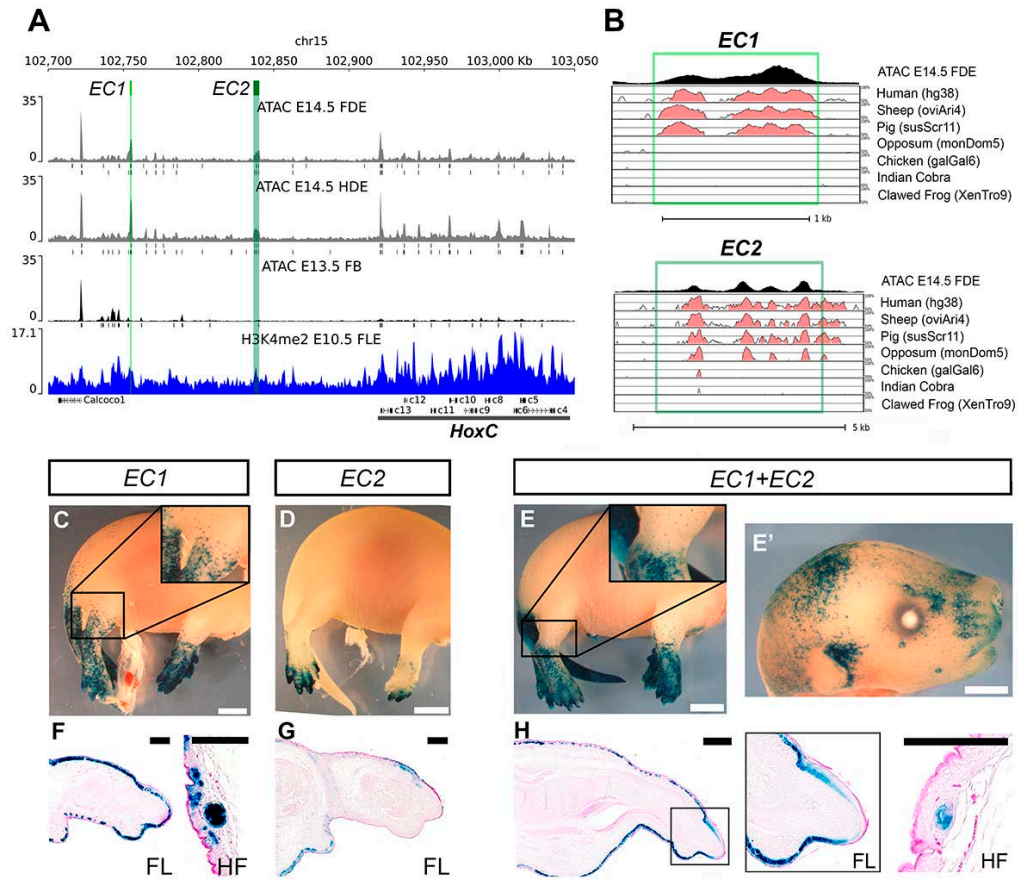 A
chr15
102,700 102,750 102,800 102,850 102,900 102,950 103,000 Kb 103,050
EC1 EC2
35
ATAC E14.5 FDE
0
35
ATAC E14.5 HDE
0
35
ATAC E13.5 FB
0
17.1
H3K4me2 E10.5 FLE
0
Calcoco1
c12 c10 c8 c5
c13 c11 c9 c6 c4
HoxC
B
EC1
ATAC E14.5 FDE
Human (hg38)
Sheep (oviAri4)
Pig (susScr11)
Opposum (monDom5)
Chicken (galGal6)
Indian Cobra
Clawed Frog (XenTro9)
1 kb
EC2
ATAC E14.5 FDE
Human (hg38)
Sheep (oviAri4)
Pig (susScr11)
Opposum (monDom5)
Chicken (galGal6)
Indian Cobra
Clawed Frog (XenTro9)
5 kb
EC1 EC2 EC1+EC2
C D E E'
F G H
FL HF FL FL HF